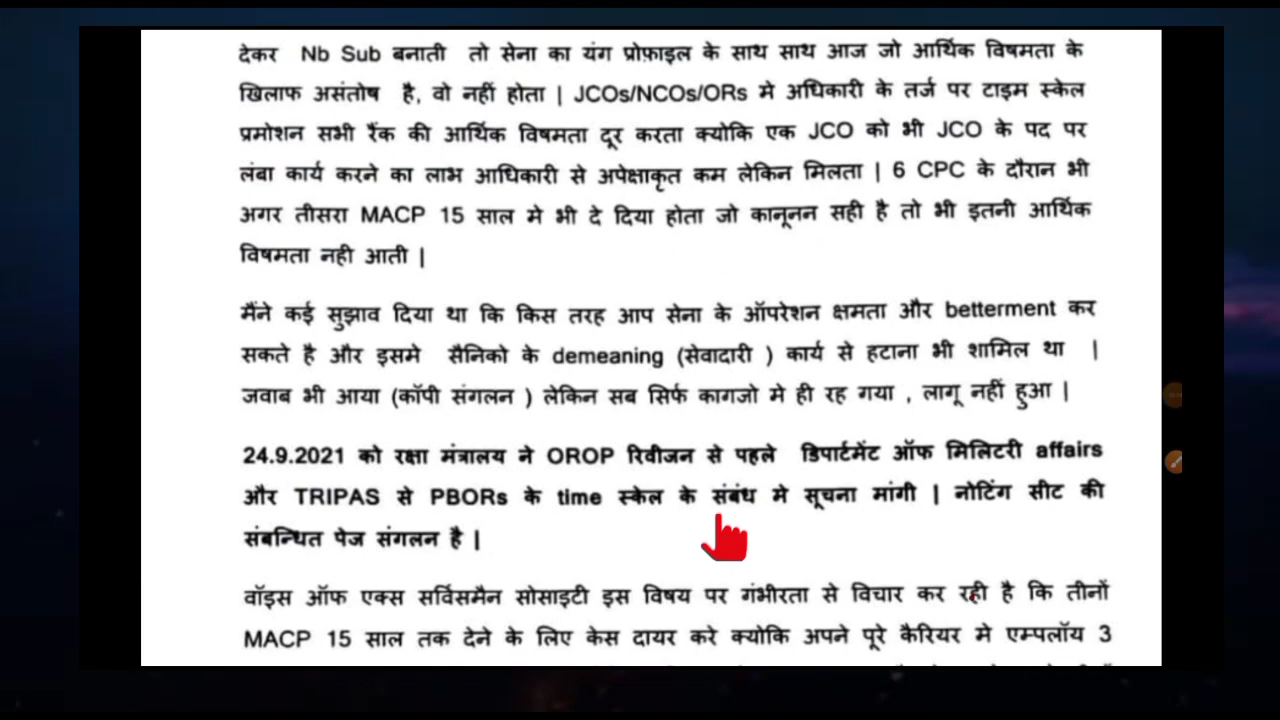 देकर Nb Sub बनाती तो सेना का यंग प्रोफ़ाइल के साथ साथ आज जो आर्थिक विषमता के
खिलाफ असंतोष है, वो नहीं होता | JCOs/NCOs/ORs मे अधिकारी के तर्ज पर टाइम स्केल
प्रमोशन सभी रैंक की आर्थिक विषमता दूर करता क्योकि एक JCO को भी JCO के पद पर
लंबा कार्य करने का लाभ आधिकारी से अपेक्षाकृत कम लेकिन मिलता | 6 CPC के दौरान भी
अगर तीसरा MACP 15 साल मे भी दे दिया होता जो कानूनन सही है तो भी इतनी आर्थिक
विषमता नही आती |
मैंने कई सुझाव दिया था कि किस तरह आप सेना के ऑपरेशन क्षमता और betterment कर
सकते है और इसमे सैनिको के demeaning (सेवादारी ) कार्य से हटाना भी शामिल था |
जवाब भी आया (कॉपी संगलन ) लेकिन सब सिर्फ कागजो मे ही रह गया , लागू नहीं हुआ |
24.9.2021 को रक्षा मंत्रालय ने OROP रिवीजन से पहले डिपार्टमेंट ऑफ मिलिटरी affairs
और TRIPAS से PBORs के time स्केल के संबंध मे सूचना मांगी | नोटिंग सीट की
संबन्धित पेज संगलन है |
वॉइस ऑफ एक्स सर्विसमैन सोसाइटी इस विषय पर गंभीरता से विचार कर रही है कि तीनों
MACP 15 साल तक देने के लिए केस दायर करे क्योकि अपने पूरे कैरियर मे एम्पलॉय 3